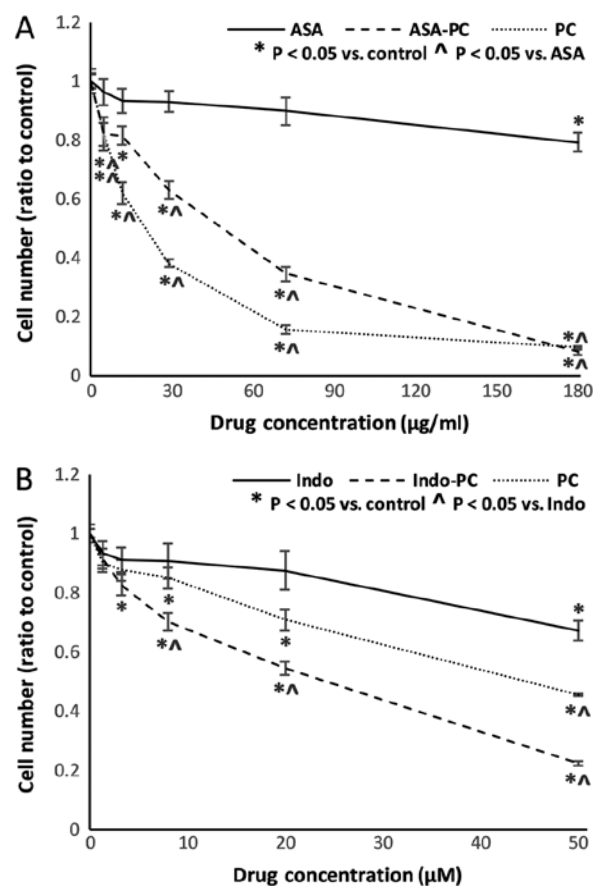 A
1.2
ASA ASA-PC PC
* P < 0.05 vs. control ^ P < 0.05 vs. ASA
1
*
0.8
*^
*^
*
0.6
*^
*^
0.4
*^
*^
0.2
*^
*^
*^
0
0 30 60 90 120 150 180
Cell number (ratio to control)
Drug concentration (µg/ml)
B
1.2
Indo Indo-PC PC
* P < 0.05 vs. control ^ P < 0.05 vs. Indo
1
0.8
*
*
*
0.6
*^
*
0.4
*^
*^
0.2
*^
0
0 10 20 30 40 50
Cell number (ratio to control)
Drug concentration (µM)